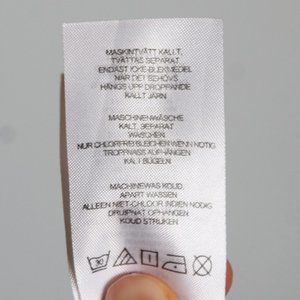 MASKINTVÄTT KALLT,
TVÄTTAS SEPARAT
ENDAST ICKE-BLEKMEDEL
NÄR DET BEHÖVS
HÄNGS UPP DROPPANDE
KALLT JÄRN
MASCHINENWÄSCHE
KALT, SEPARAT
WASCHEN
NUR CHLORFREI BLEICHEN WENN NÖTIG
TROPFNASS AUFHÄNGEN
KALT BÜGELN
MACHINEWAS KOUD,
APART WASSEN
ALLEEN NIET-CHLOOR INDIEN NODIG
DRUIPNAT OPHANGEN
KOUD STRIJKEN